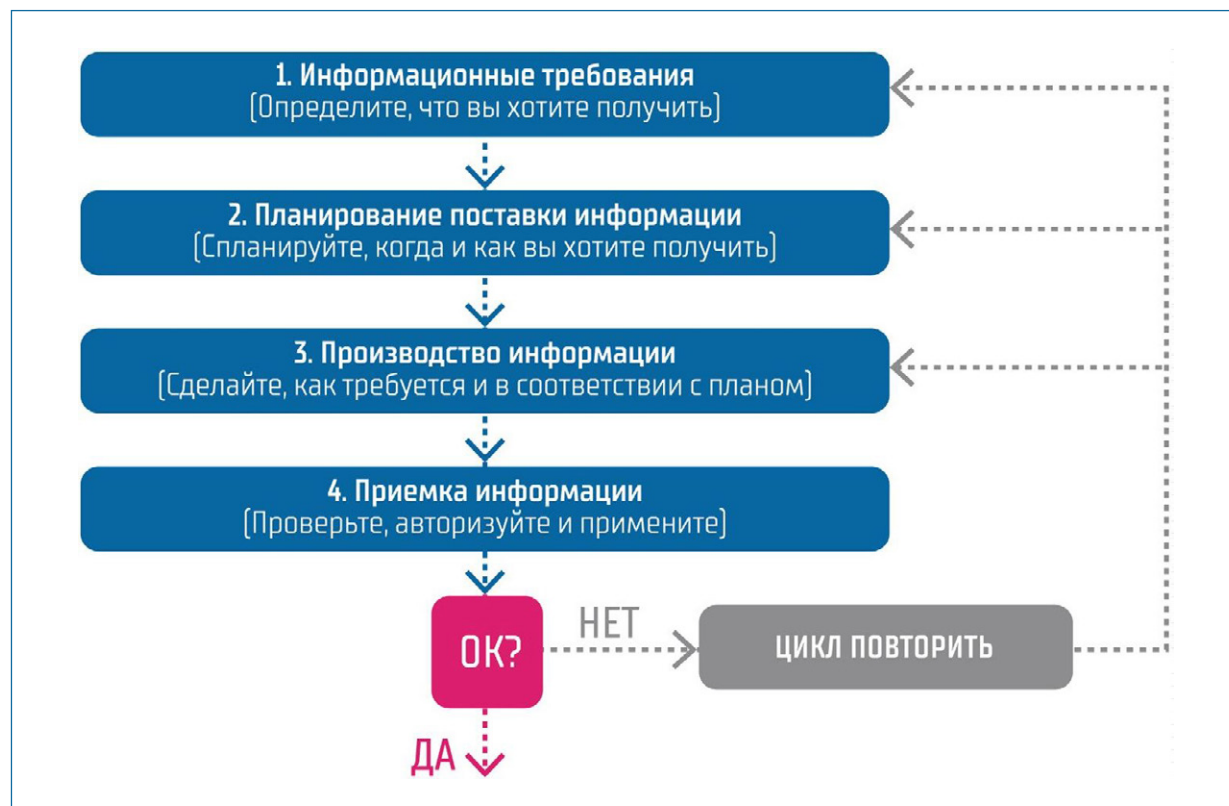 1. Информационные требования
(Определите, что вы хотите получить)
2. Планирование поставки информации
(Спланируйте, когда и как вы хотите получить)
3. Производство информации
(Сделайте, как требуется и в соответствии с планом)
4. Приемка информации
(Проверьте, авторизуйте и примените)
ОК?
НЕТ
ЦИКЛ ПОВТОРИТЬ
ДА